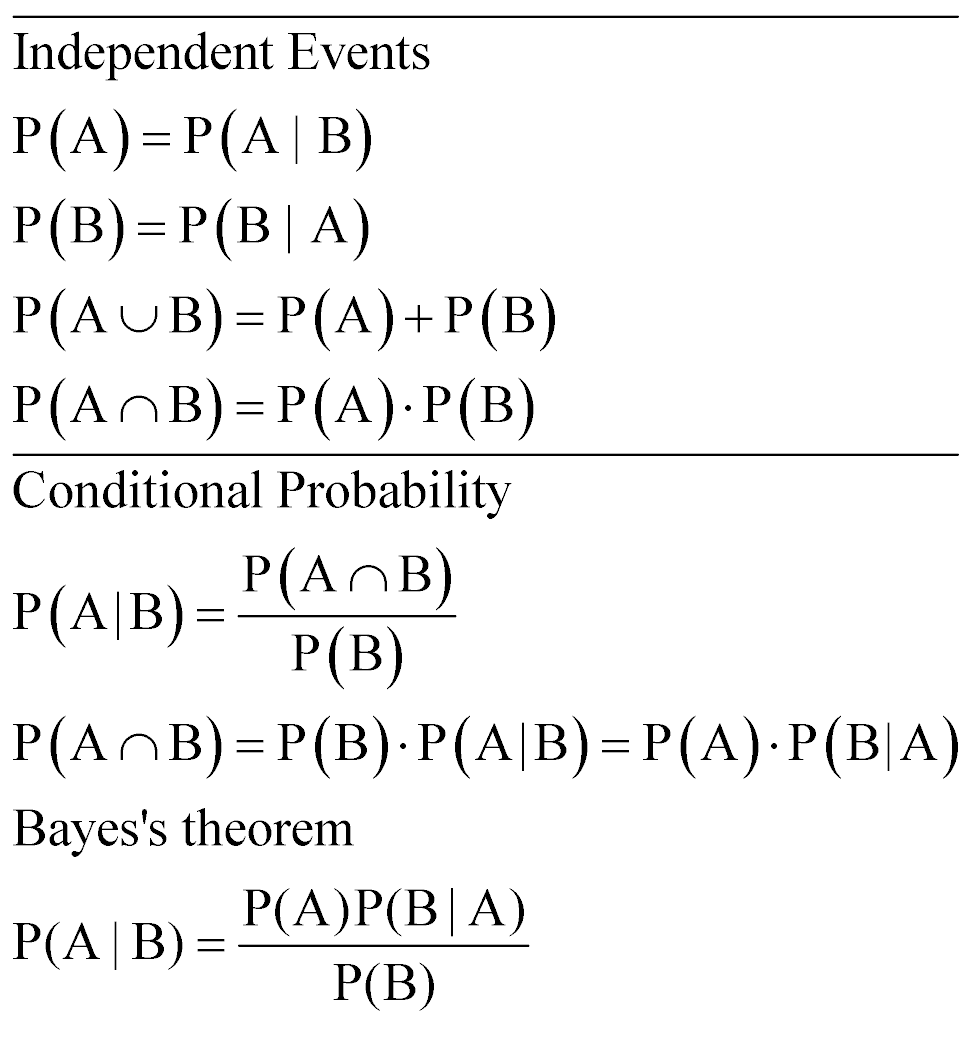 Independent Events
P(A) = P(A | B)
P(B) = P(B | A)
P(A ∪ B) = P(A) + P(B)
P(A ∩ B) = P(A) · P(B)
Conditional Probability
P(A|B) = P(A ∩ B) / P(B)
P(A ∩ B) = P(B) · P(A|B) = P(A) · P(B|A)
Bayes's theorem
P(A | B) = P(A)P(B | A) / P(B)